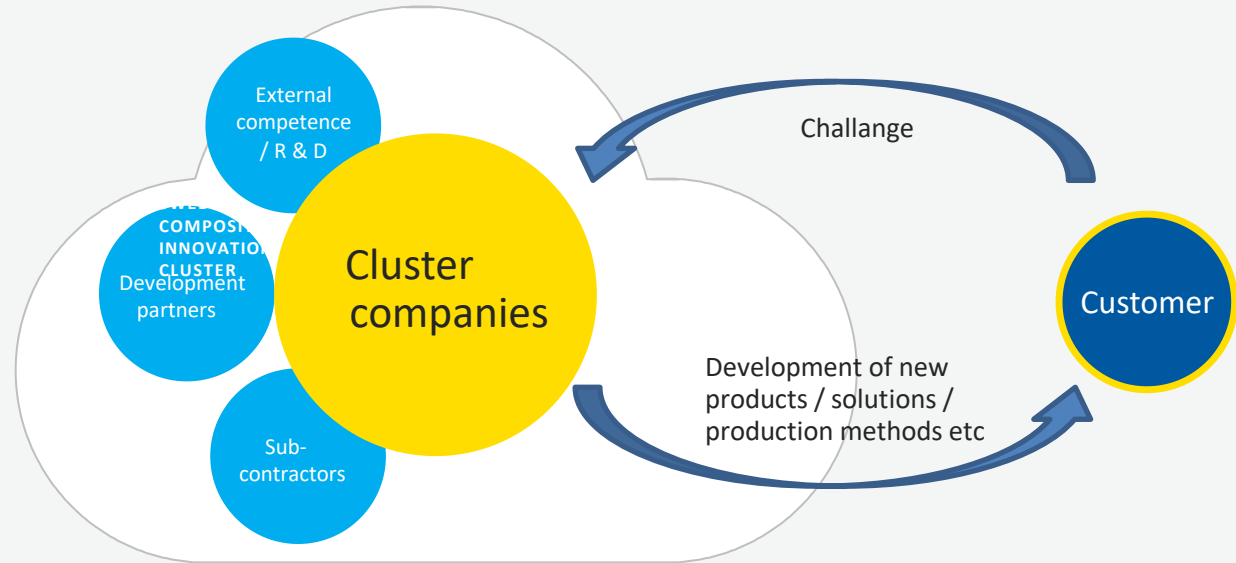 External
competence
/ R & D
Challange
COMPOSI
INNOVATION
CLUSTER
Development
partners
Cluster
companies
Customer
Development of new
products / solutions /
production methods etc
Sub-
contractors